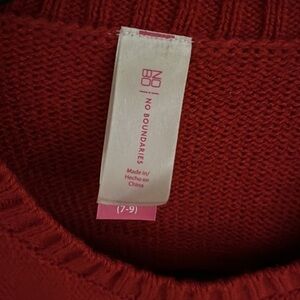 NO
BO
NO BOUNDARIES
Made in/
Hecho en
China
(7-9)